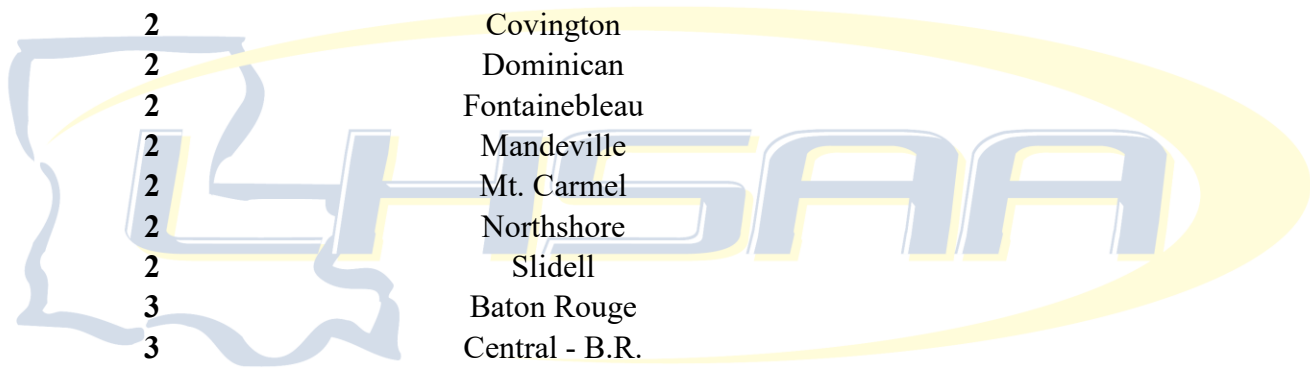 2 Covington
2 Dominican
2 Fontainebleau
2 Mandeville
2 Mt. Carmel
2 Northshore
2 Slidell
3 Baton Rouge
3 Central - B.R.
LHSAA